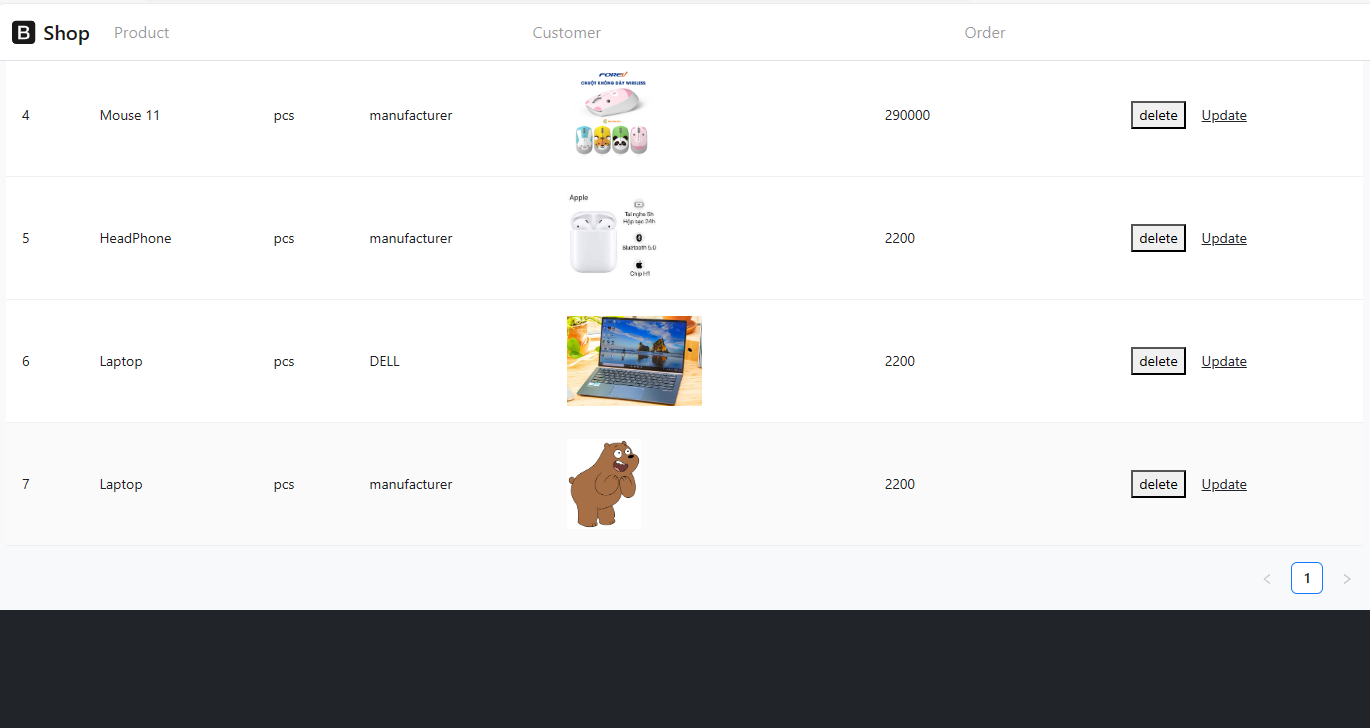 B Shop Product Customer Order
FOREV
CHUỘT KHÔNG DÂY WIRELESS
4 Mouse 11 pcs manufacturer 290000 delete Update
Apple
Tai nghe 5h
Hộp sạc 24h
5 HeadPhone pcs manufacturer 2200 delete Update
Bluetooth 5.0
Chip H1
6 Laptop pcs DELL 2200 delete Update
7 Laptop pcs manufacturer 2200 delete Update
< 1 >